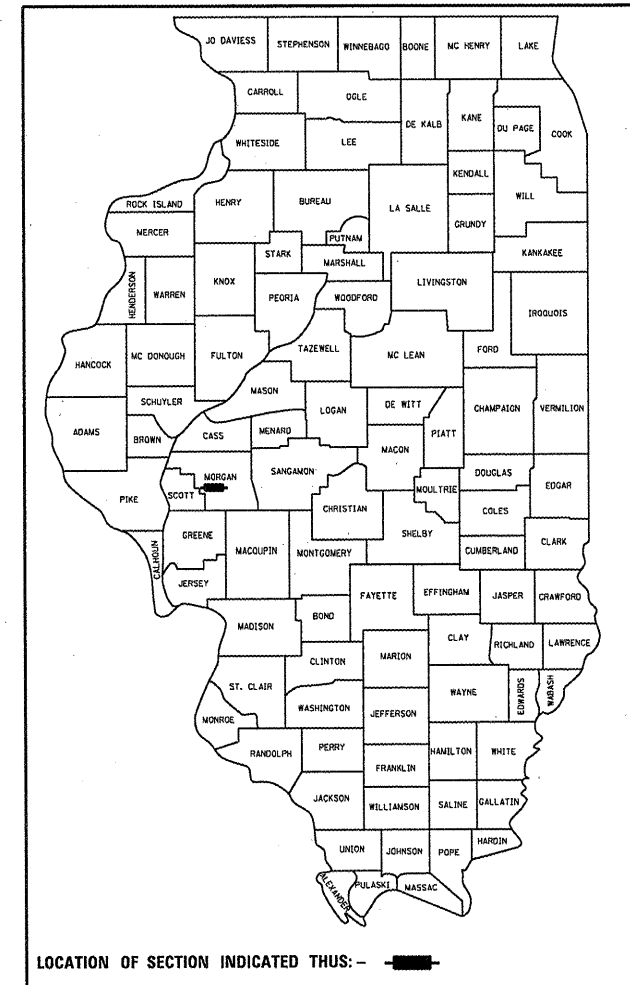 JO DAVIESS STEPHENSON WINNEBAGO BOONE MC HENRY LAKE
CARROLL OGLE DE KALB KANE DU PAGE COOK
WHITESIDE LEE
KENDALL WILL
ROCK ISLAND HENRY BUREAU LA SALLE GRUNDY
MERCER PUTNAM
STARK MARSHALL KANKAKEE
HENDERSON WARREN KNOX PEORIA WOODFORD LIVINGSTON IROQUOIS
HANCOCK MC DONOUGH FULTON TAZEWELL MC LEAN FORD
MASON
SCHUYLER LOGAN DE WITT CHAMPAIGN VERMILION
ADAMS BROWN CASS MENARD PIATT
MACON
MORGAN SANGAMON DOUGLAS EDGAR
PIKE SCOTT MOULTRIE
CHRISTIAN COLES
GREENE SHELBY
CALHOUN MACOUPIN MONTGOMERY CUMBERLAND CLARK
JERSEY
FAYETTE EFFINGHAM JASPER CRAWFORD
MADISON BOND
CLAY RICHLAND LAWRENCE
CLINTON MARION
ST. CLAIR WAYNE EDWARDS WABASH
WASHINGTON JEFFERSON
MONROE
RANDOLPH PERRY HAMILTON WHITE
FRANKLIN
JACKSON WILLIAMSON SALINE GALLATIN
UNION JOHNSON POPE HARDIN
ALEXANDER PULASKI MASSAC
LOCATION OF SECTION INDICATED THUS: -